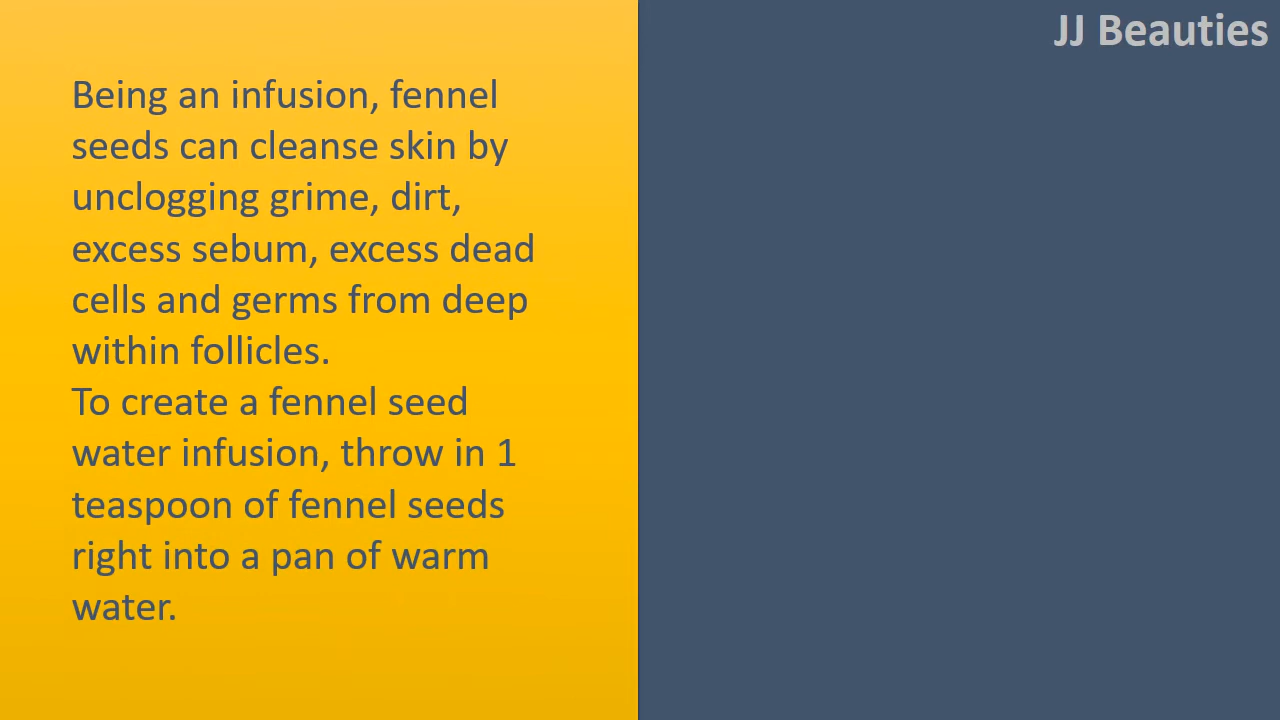 JJ Beauties
Being an infusion, fennel
seeds can cleanse skin by
unclogging grime, dirt,
excess sebum, excess dead
cells and germs from deep
within follicles.
To create a fennel seed
water infusion, throw in 1
teaspoon of fennel seeds
right into a pan of warm
water.